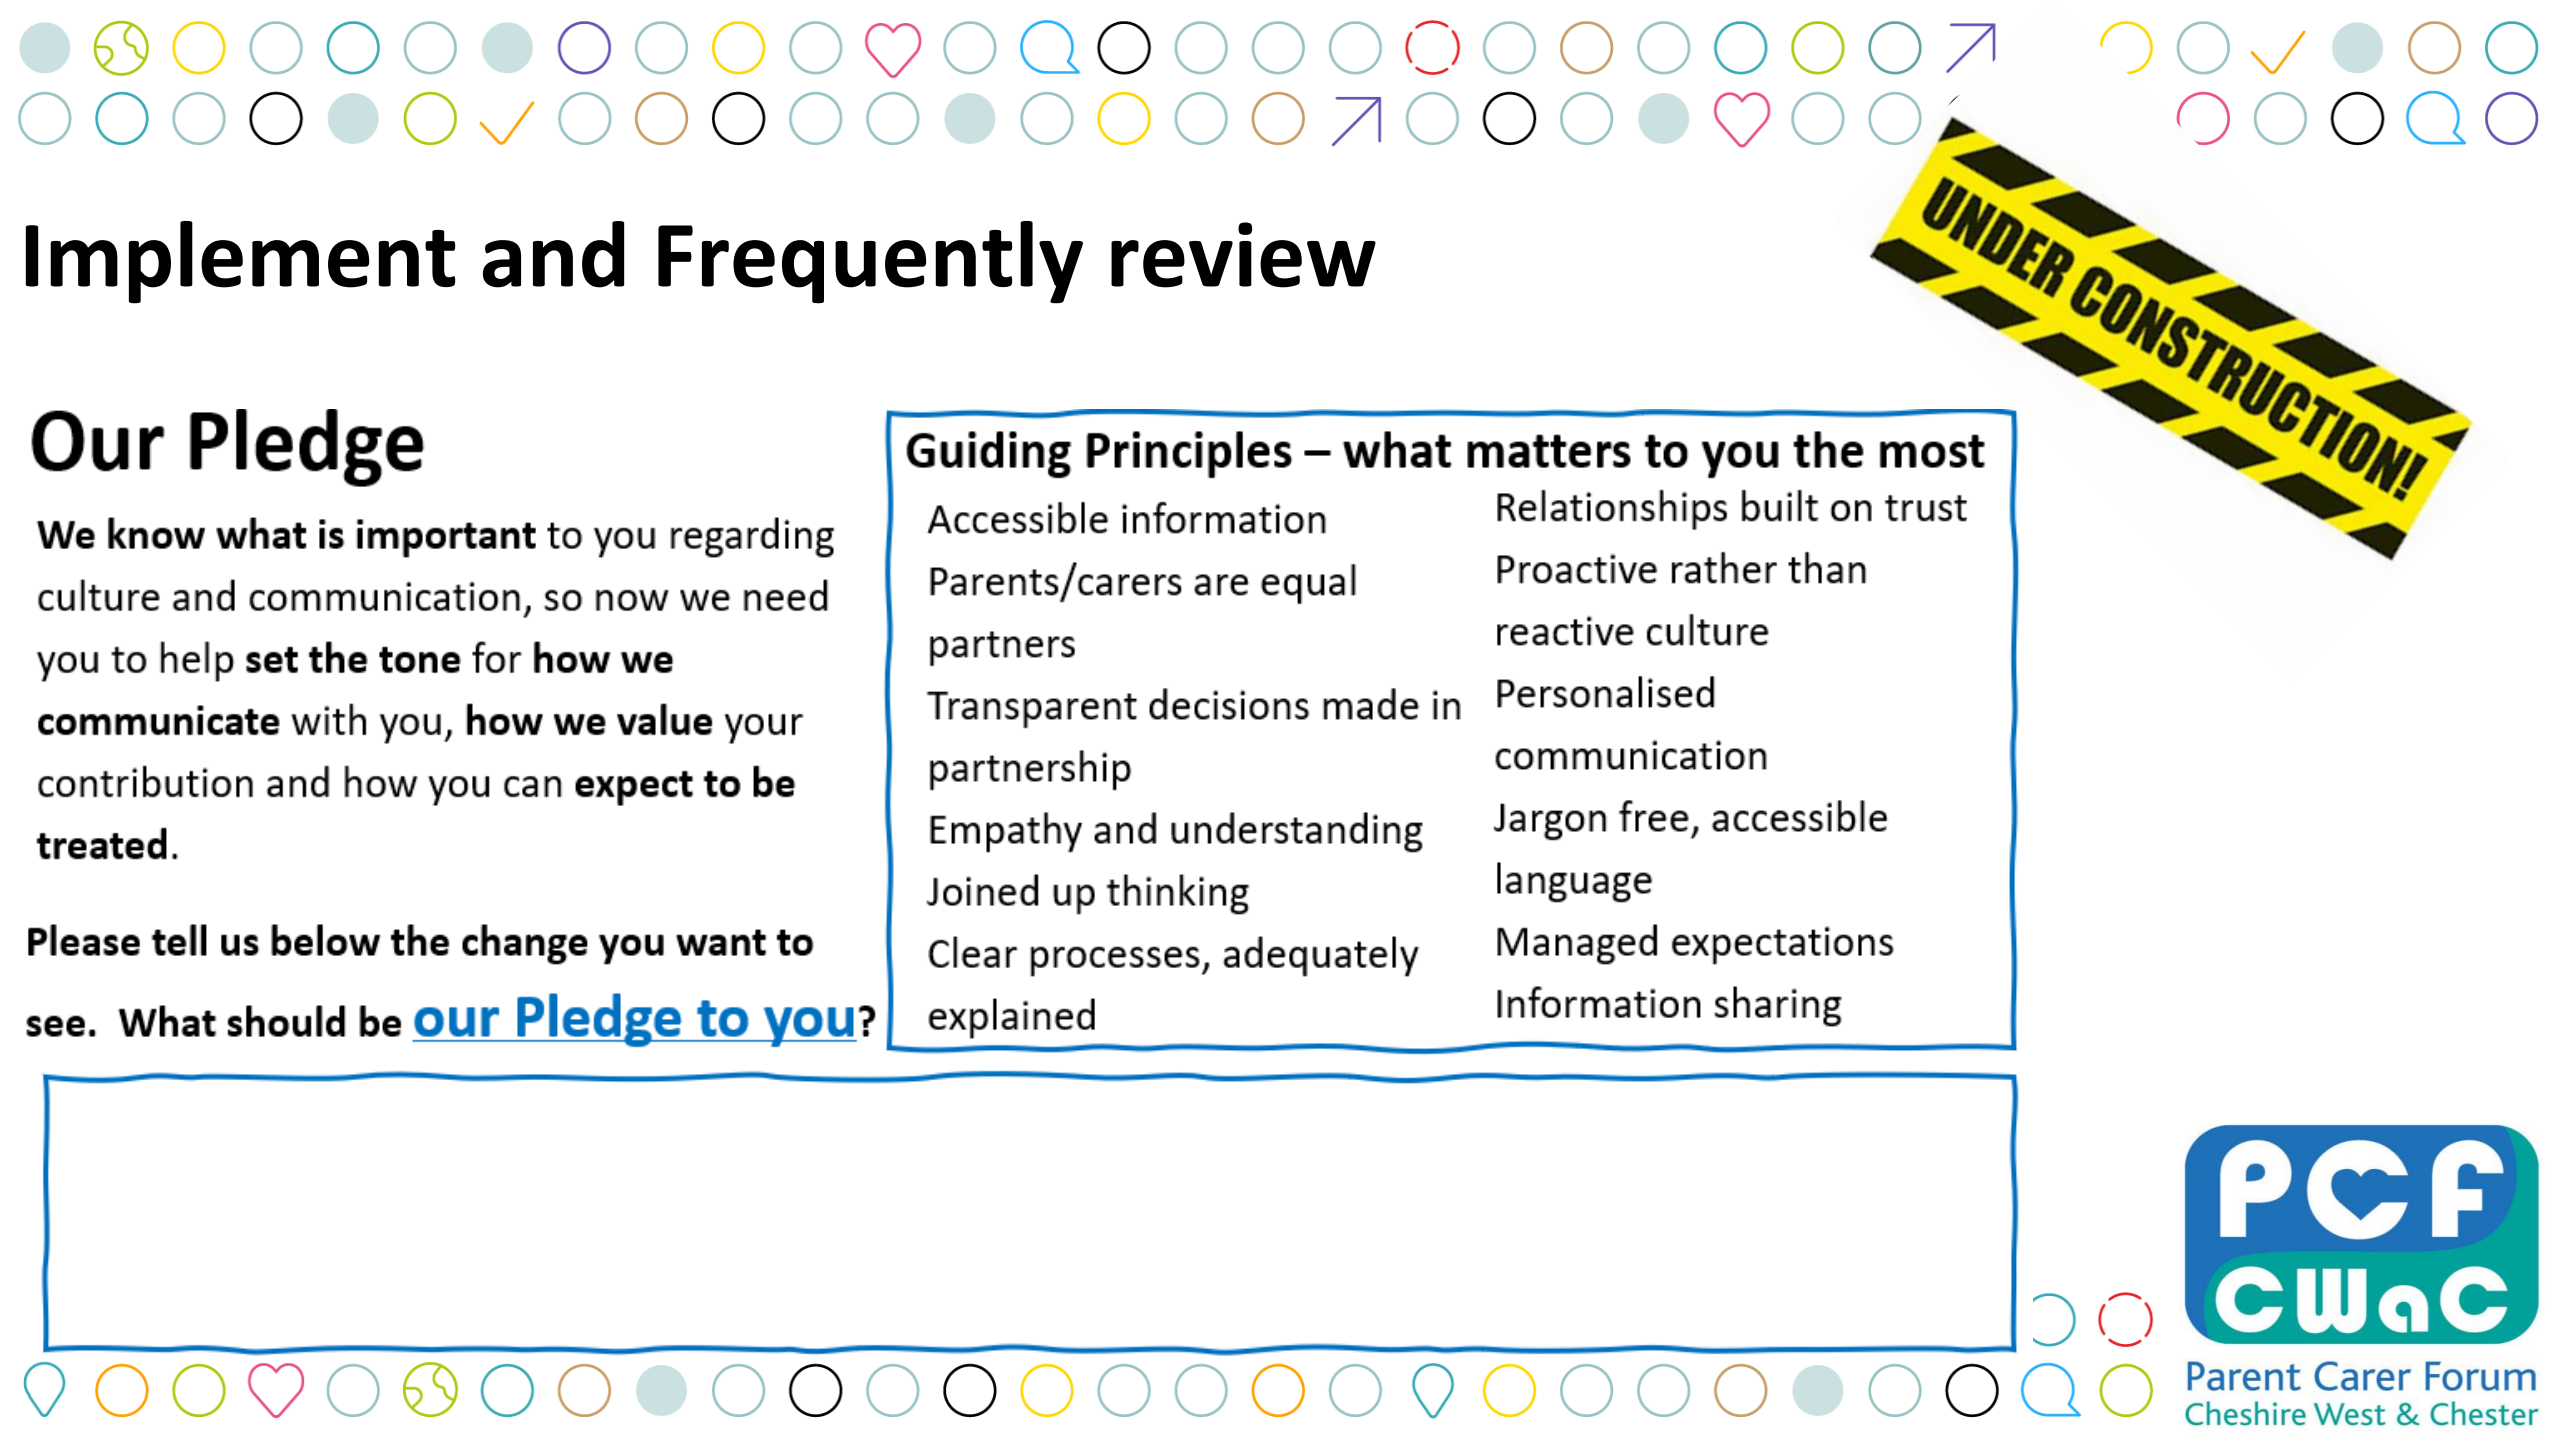 Implement and Frequently review
UNDER CONSTRUCTION!
Our Pledge
We know what is important to you regarding
culture and communication, so now we need
you to help set the tone for how we
communicate with you, how we value your
contribution and how you can expect to be
treated.
Please tell us below the change you want to
see. What should be our Pledge to you?
Guiding Principles – what matters to you the most
Accessible information
Parents/carers are equal
partners
Transparent decisions made in
partnership
Empathy and understanding
Joined up thinking
Clear processes, adequately
explained
Relationships built on trust
Proactive rather than
reactive culture
Personalised
communication
Jargon free, accessible
language
Managed expectations
Information sharing
PCF
CWaC
Parent Carer Forum
Cheshire West & Chester